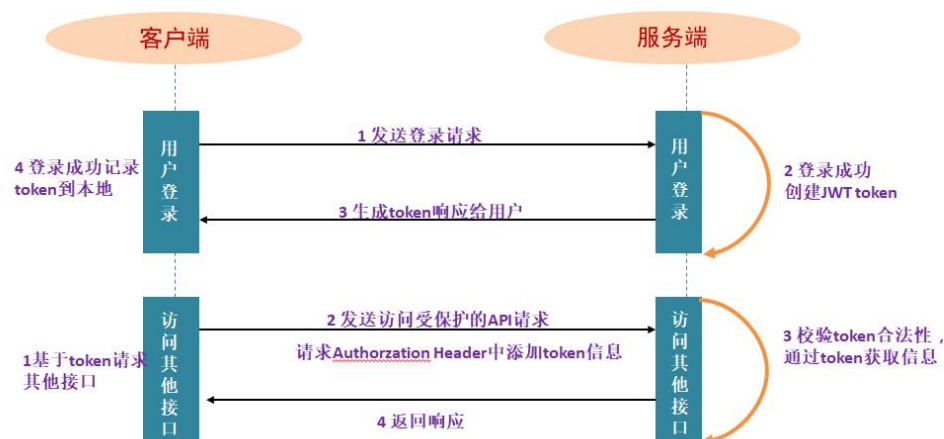 客户端
服务端
用户登录
用户登录
1 发送登录请求
4 登录成功记录
token到本地
2 登录成功
创建JWT token
3 生成token响应给用户
访问其他接口
访问其他接口
2 发送访问受保护的API请求
请求Authorzation Header中添加token信息
1基于token请求
其他接口
3 校验token合法性，
通过token获取信息
4 返回响应